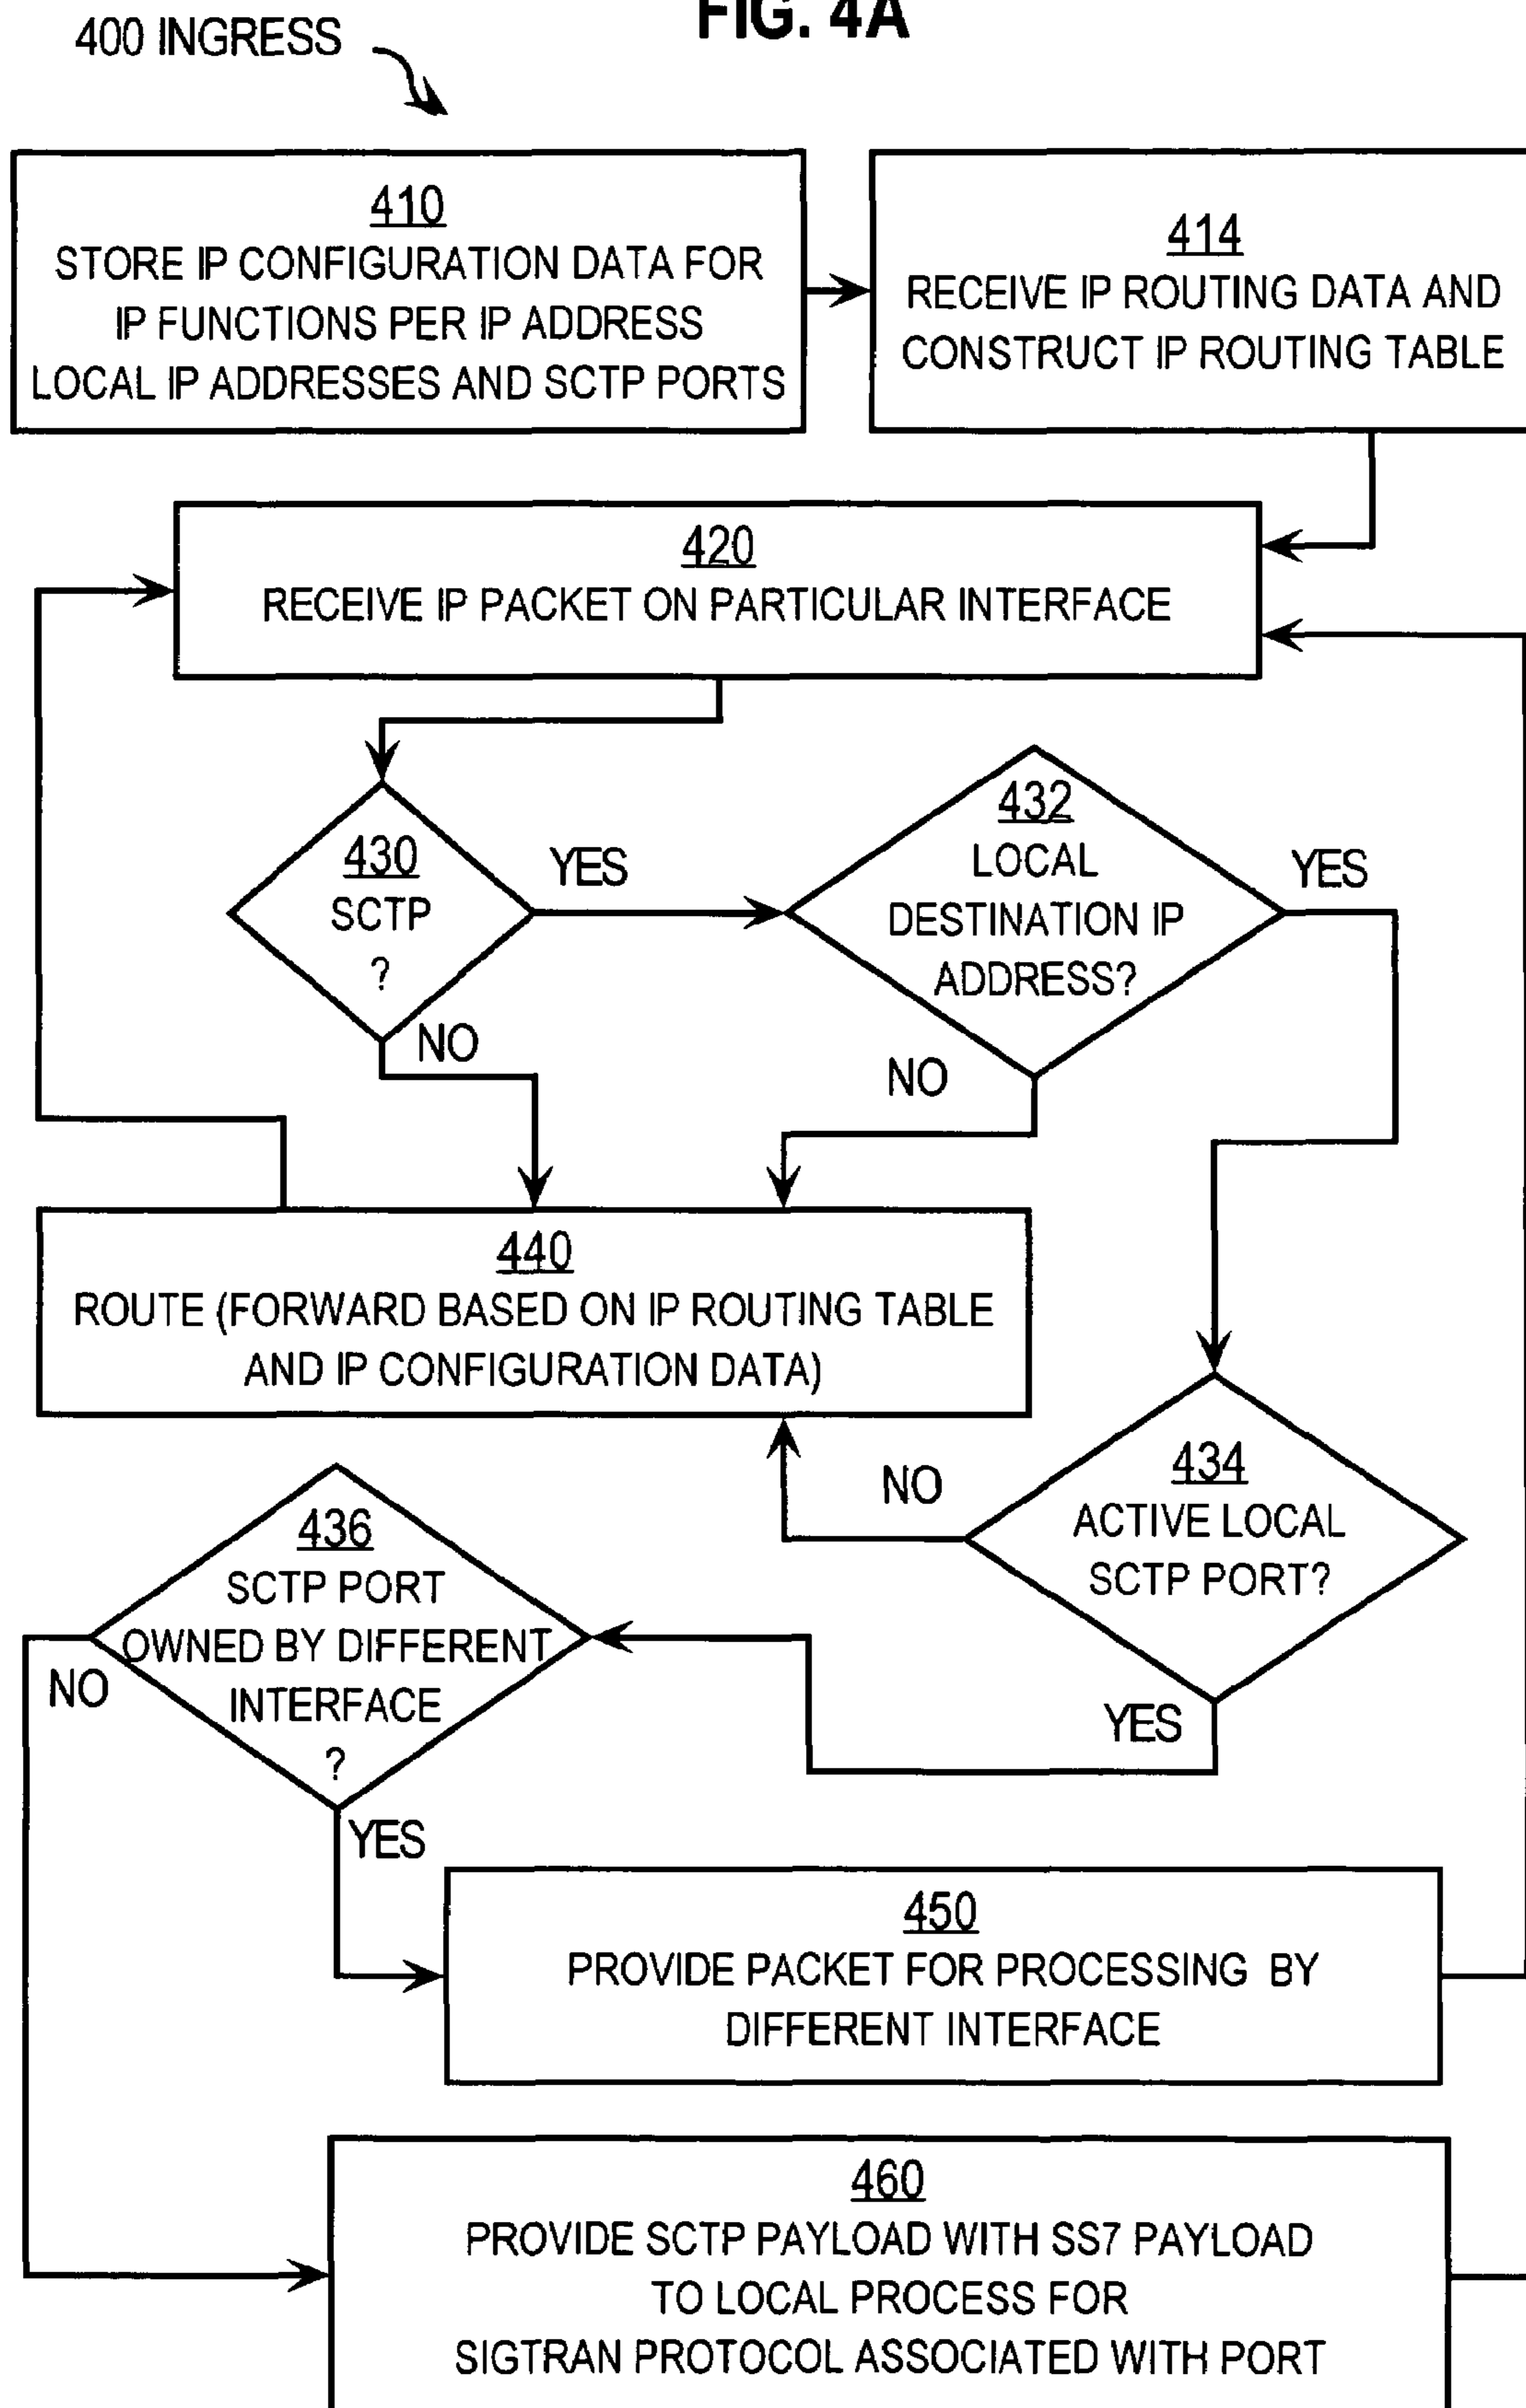 FIG. 4A
400 INGRESS
410
STORE IP CONFIGURATION DATA FOR
IP FUNCTIONS PER IP ADDRESS
LOCAL IP ADDRESSES AND SCTP PORTS
414
RECEIVE IP ROUTING DATA AND
CONSTRUCT IP ROUTING TABLE
420
RECEIVE IP PACKET ON PARTICULAR INTERFACE
430
SCTP
?
YES
NO
432
LOCAL
DESTINATION IP
ADDRESS?
YES
NO
440
ROUTE (FORWARD BASED ON IP ROUTING TABLE
AND IP CONFIGURATION DATA)
434
ACTIVE LOCAL
SCTP PORT?
NO
YES
436
SCTP PORT
OWNED BY DIFFERENT
INTERFACE
?
NO
YES
450
PROVIDE PACKET FOR PROCESSING BY
DIFFERENT INTERFACE
460
PROVIDE SCTP PAYLOAD WITH SS7 PAYLOAD
TO LOCAL PROCESS FOR
SIGTRAN PROTOCOL ASSOCIATED WITH PORT